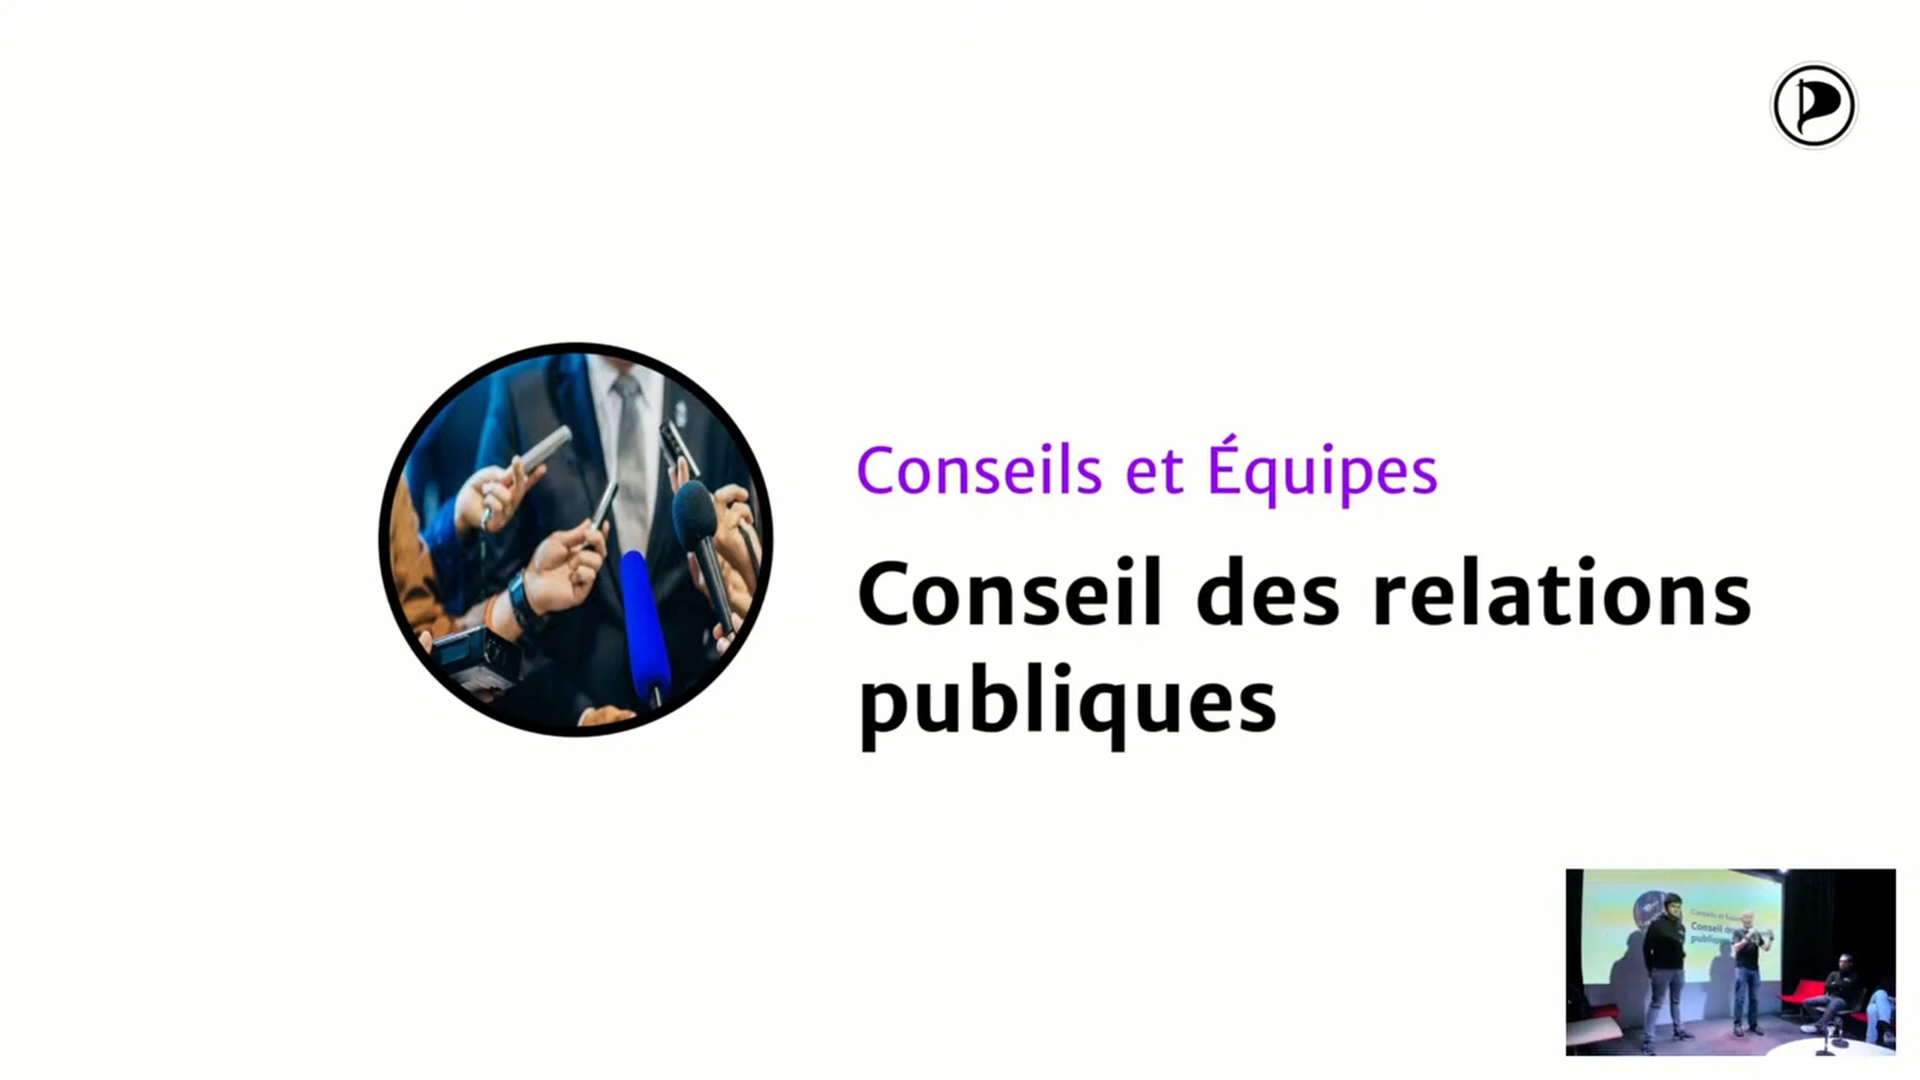 Conseils et Équipes
Conseil des relations
publiques